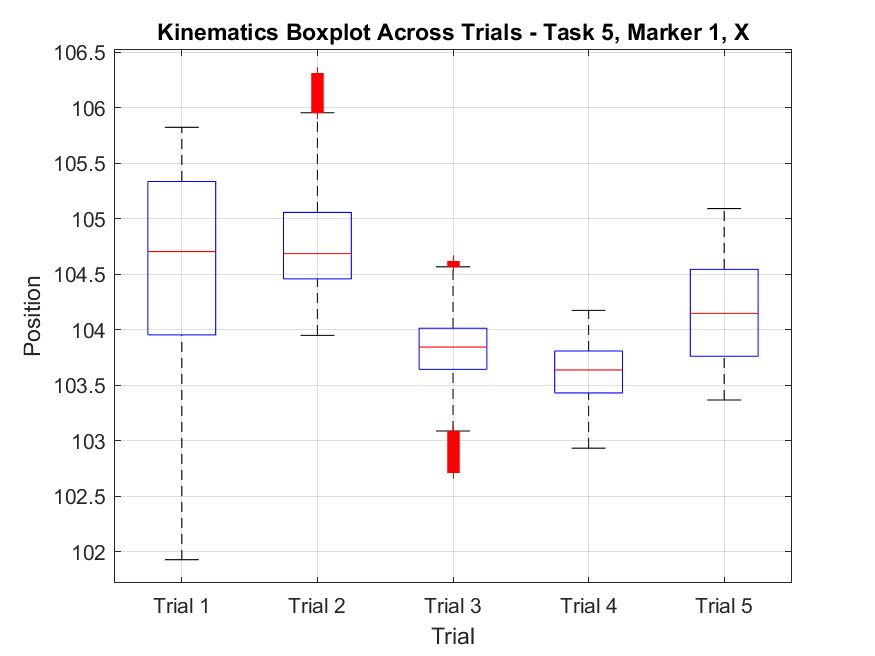 Kinematics Boxplot Across Trials - Task 5, Marker 1, X
106.5
106
105.5
105
104.5
104
103.5
103
102.5
102
Position
Trial 1 Trial 2 Trial 3 Trial 4 Trial 5
Trial